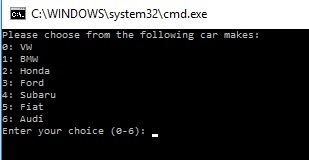 C:\WINDOWS\system32\cmd.exe
Please choose from the following car makes:
0: VW
1: BMW
2: Honda
3: Ford
4: Subaru
5: Fiat
6: Audi
Enter your choice (0-6):